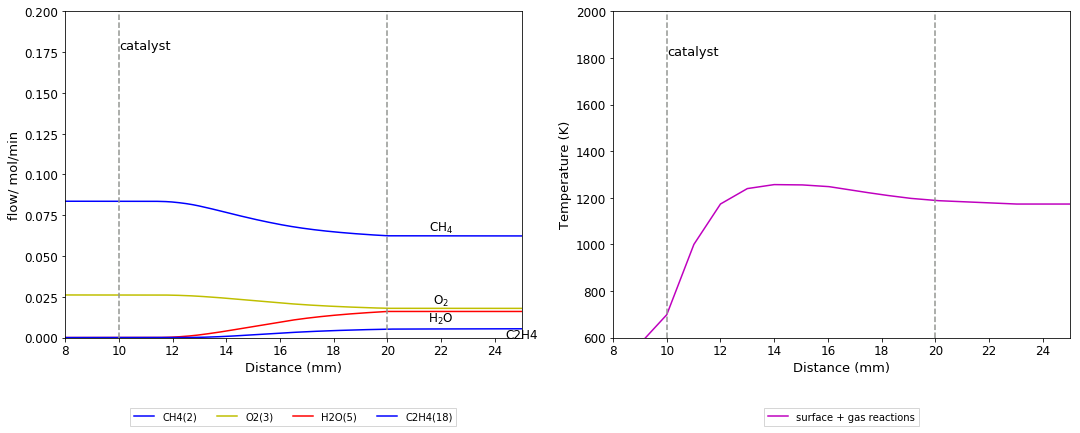 0.200
0.175
0.150
0.125
0.100
0.075
0.050
0.025
0.000
flow/ mol/min
catalyst
CH₄
O₂
H₂O
C2H4
8 10 12 14 16 18 20 22 24
Distance (mm)
CH4(2) O2(3) H2O(5) C2H4(18)
2000
1800
1600
1400
1200
1000
800
600
Temperature (K)
catalyst
8 10 12 14 16 18 20 22 24
Distance (mm)
surface + gas reactions